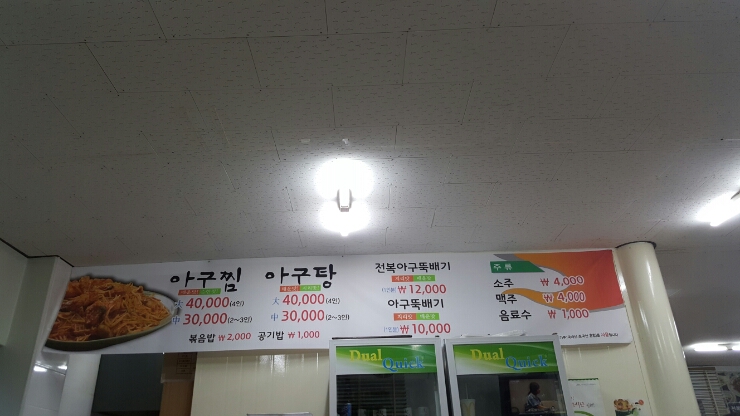 아구찜
大 40,000(4인)
中 30,000(2~3인)
볶음밥 ₩ 2,000
아구탕
大 40,000(4인)
中 30,000(2~3인)
공기밥 ₩ 1,000
전복아구뚝배기
₩ 12,000
아구뚝배기
₩ 10,000
주류
소주 ₩ 4,000
맥주 ₩ 4,000
음료수 ₩ 1,000
Dual Quick
Dual Quick